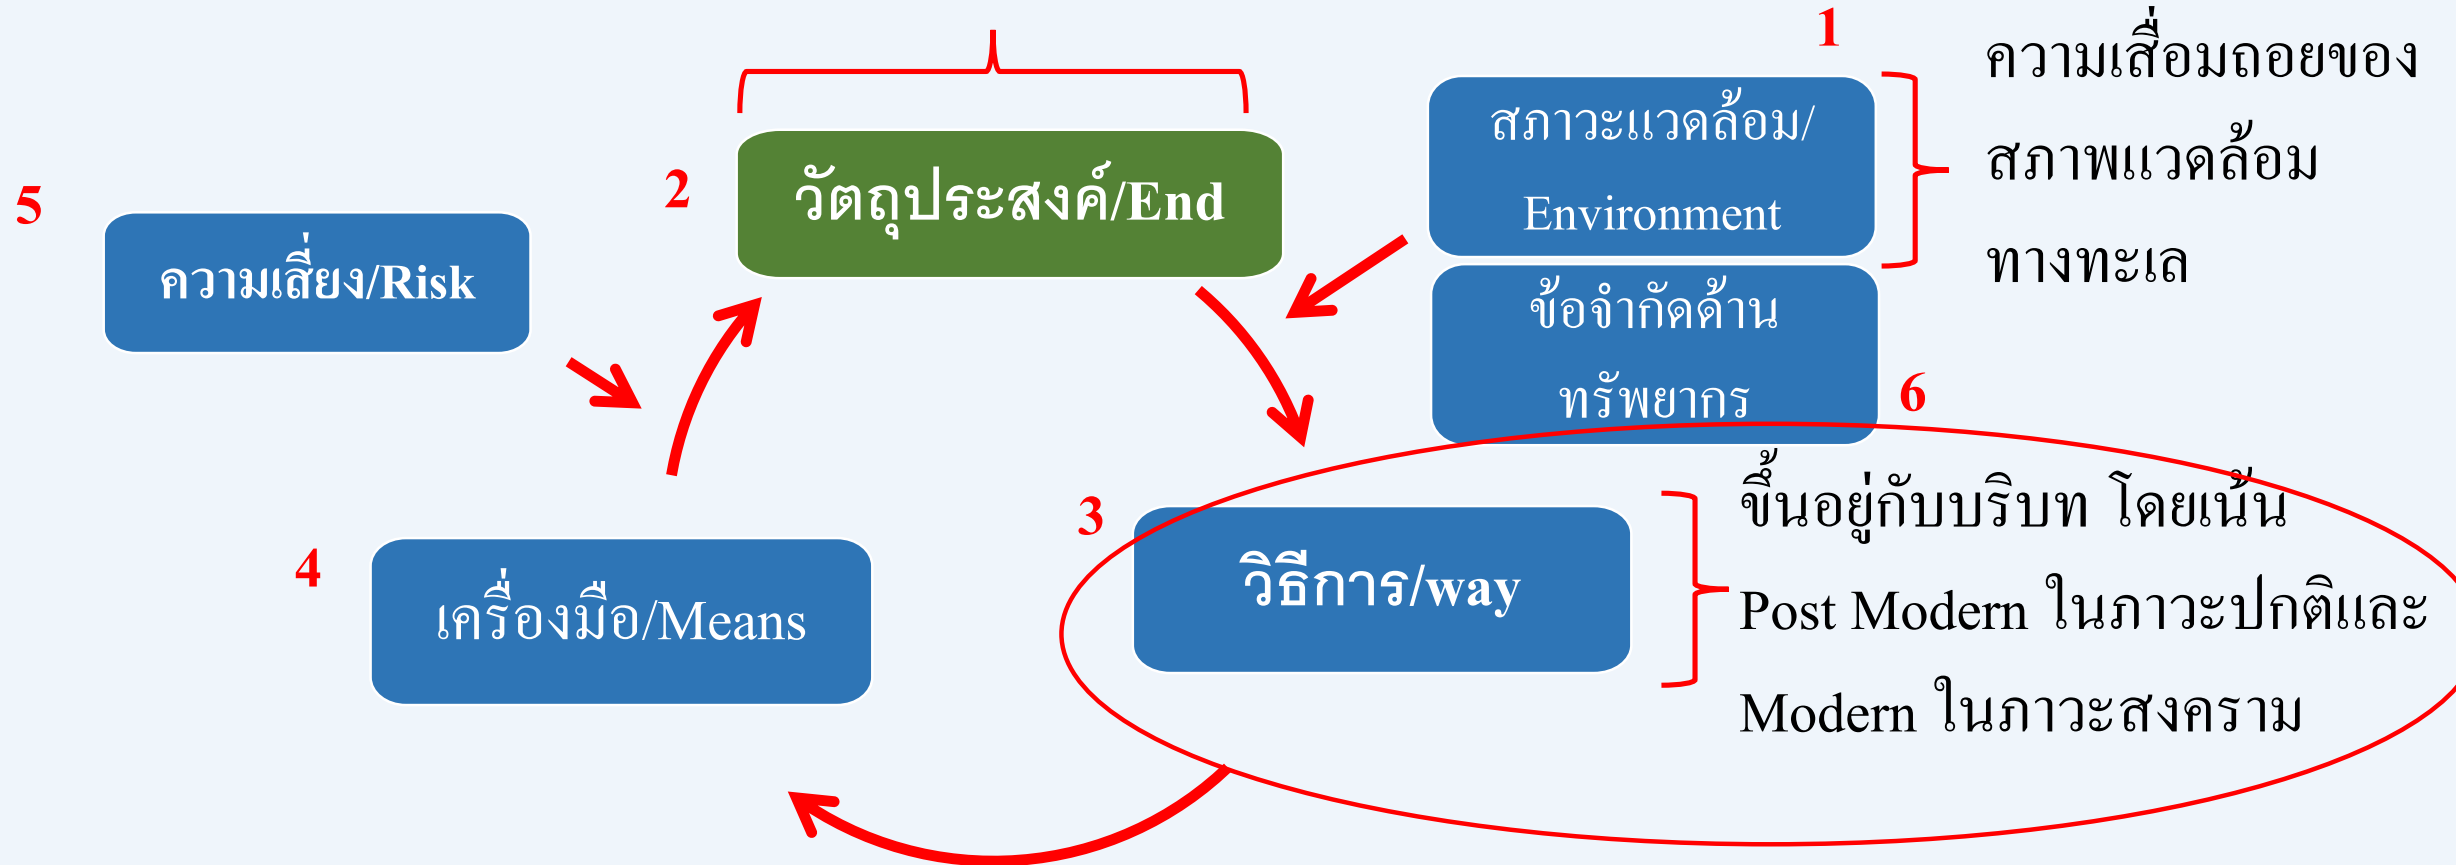 1
ความเสื่อมถอยของ
สภาพแวดล้อม
ทางทะเล
สภาวะแวดล้อม/
Environment
2
วัตถุประสงค์/End
5
ความเสี่ยง/Risk
ข้อจำกัดด้าน
ทรัพยากร
6
3
วิธีการ/way
ขึ้นอยู่กับบริบท โดยเน้น
Post Modern ในภาวะปกติและ
Modern ในภาวะสงคราม
4
เครื่องมือ/Means